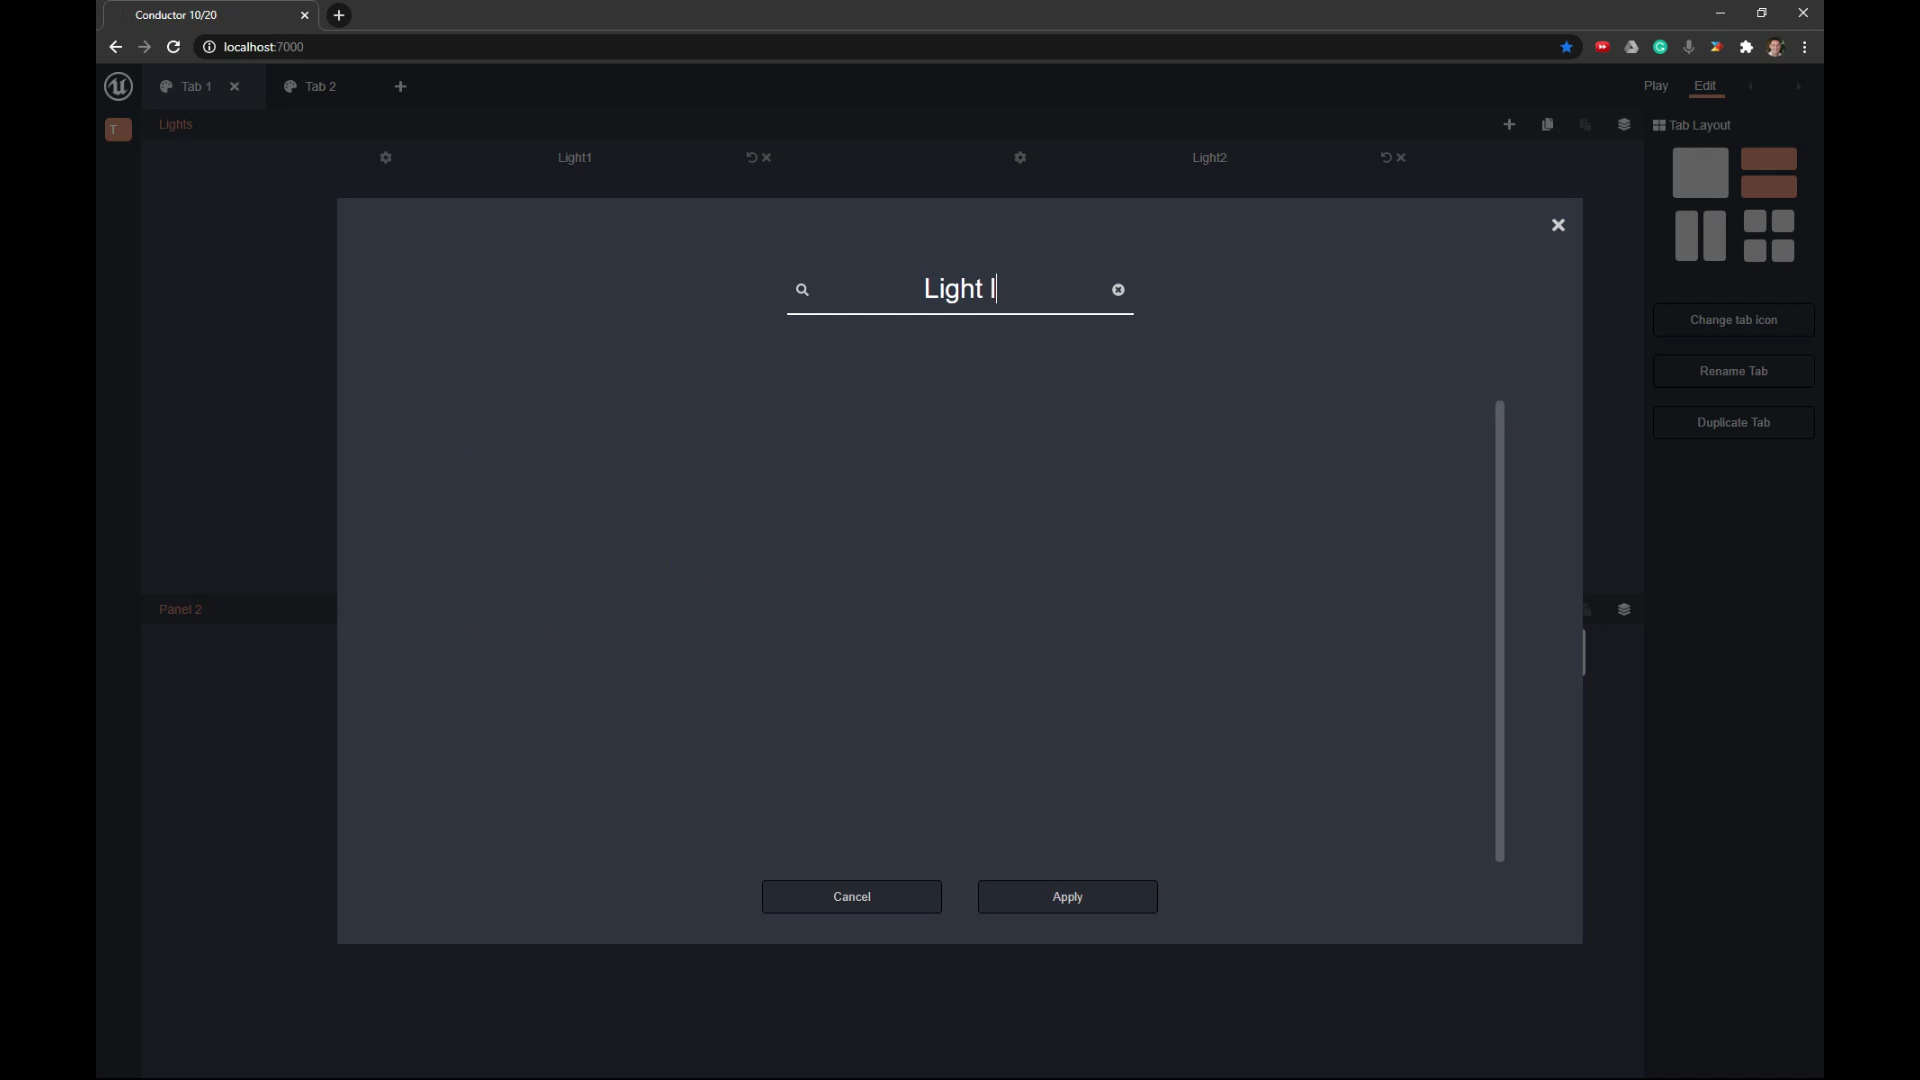 Conductor 10/20
localhost:7000
Tab 1
Tab 2
Play
Edit
T
Lights
Tab Layout
Light1
Light2
Light l
Change tab icon
Rename Tab
Duplicate Tab
Panel 2
Cancel
Apply